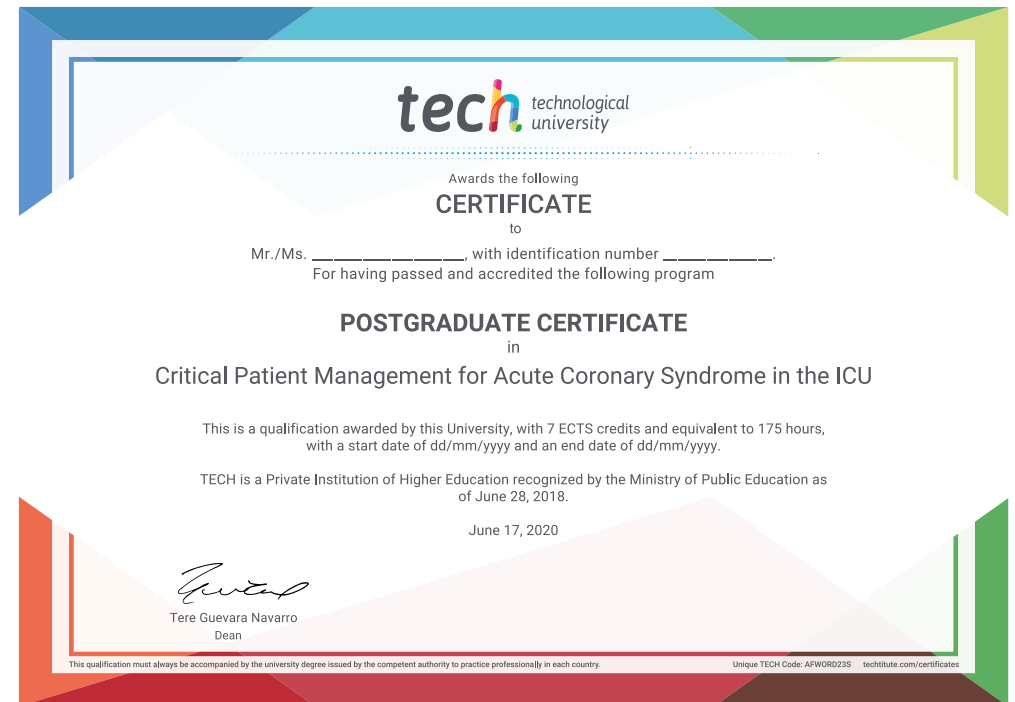 tech technological
university
Awards the following
CERTIFICATE
to
Mr./Ms. __________________, with identification number _____________.
For having passed and accredited the following program
POSTGRADUATE CERTIFICATE
in
Critical Patient Management for Acute Coronary Syndrome in the ICU
This is a qualification awarded by this University, with 7 ECTS credits and equivalent to 175 hours,
with a start date of dd/mm/yyyy and an end date of dd/mm/yyyy.
TECH is a Private Institution of Higher Education recognized by the Ministry of Public Education as
of June 28, 2018.
June 17, 2020
Tere Guevara Navarro
Dean
This qualification must always be accompanied by the university degree issued by the competent authority to practice professionally in each country. Unique TECH Code: AFWORD23S techtitute.com/certificates